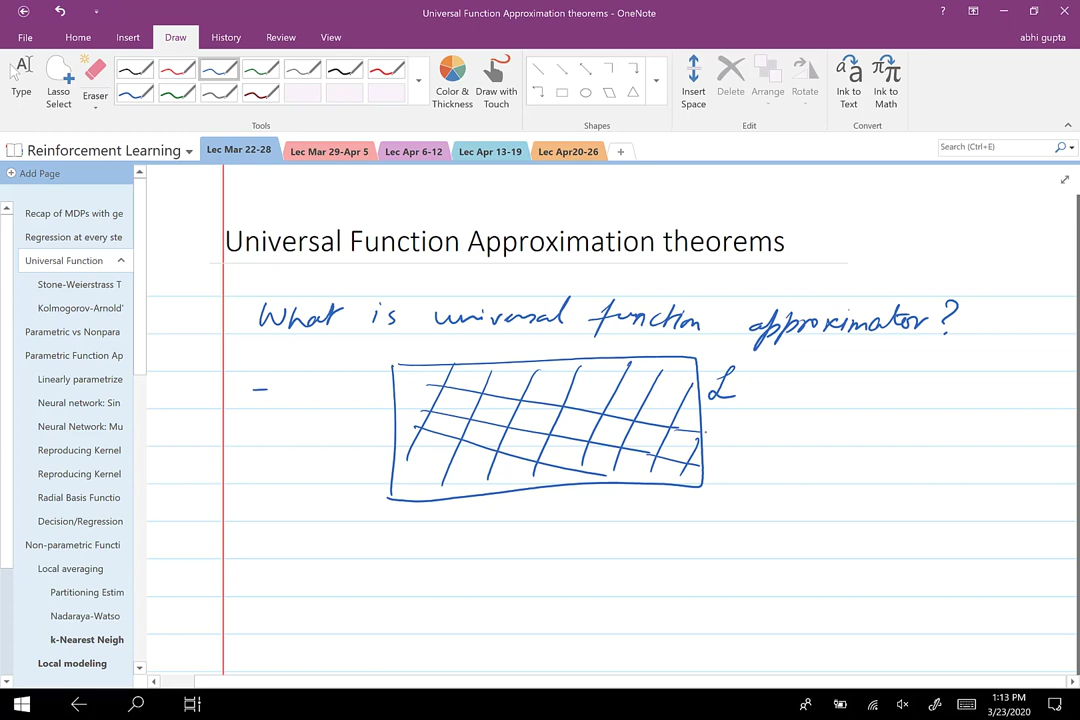 Universal Function Approximation theorems - OneNote
File Home Insert Draw History Review View
abhi gupta
Type
Lasso Select
Eraser
Color & Thickness
Draw with Touch
Insert Space
Delete
Arrange
Rotate
Ink to Text
Ink to Math
Tools
Shapes
Edit
Convert
Reinforcement Learning
Lec Mar 22-28
Lec Mar 29-Apr 5
Lec Apr 6-12
Lec Apr 13-19
Lec Apr20-26
Search (Ctrl+E)
Add Page
Recap of MDPs with ge
Regression at every ste
Universal Function
Stone-Weierstrass T
Kolmogorov-Arnold'
Parametric vs Nonpara
Parametric Function Ap
Linearly parametrize
Neural network: Sin
Neural Network: Mu
Reproducing Kernel
Reproducing Kernel
Radial Basis Functio
Decision/Regression
Non-parametric Functi
Local averaging
Partitioning Estim
Nadaraya-Watso
k-Nearest Neigh
Local modeling
Universal Function Approximation theorems
What is universal function approximator?
- L
1:13 PM
3/23/2020